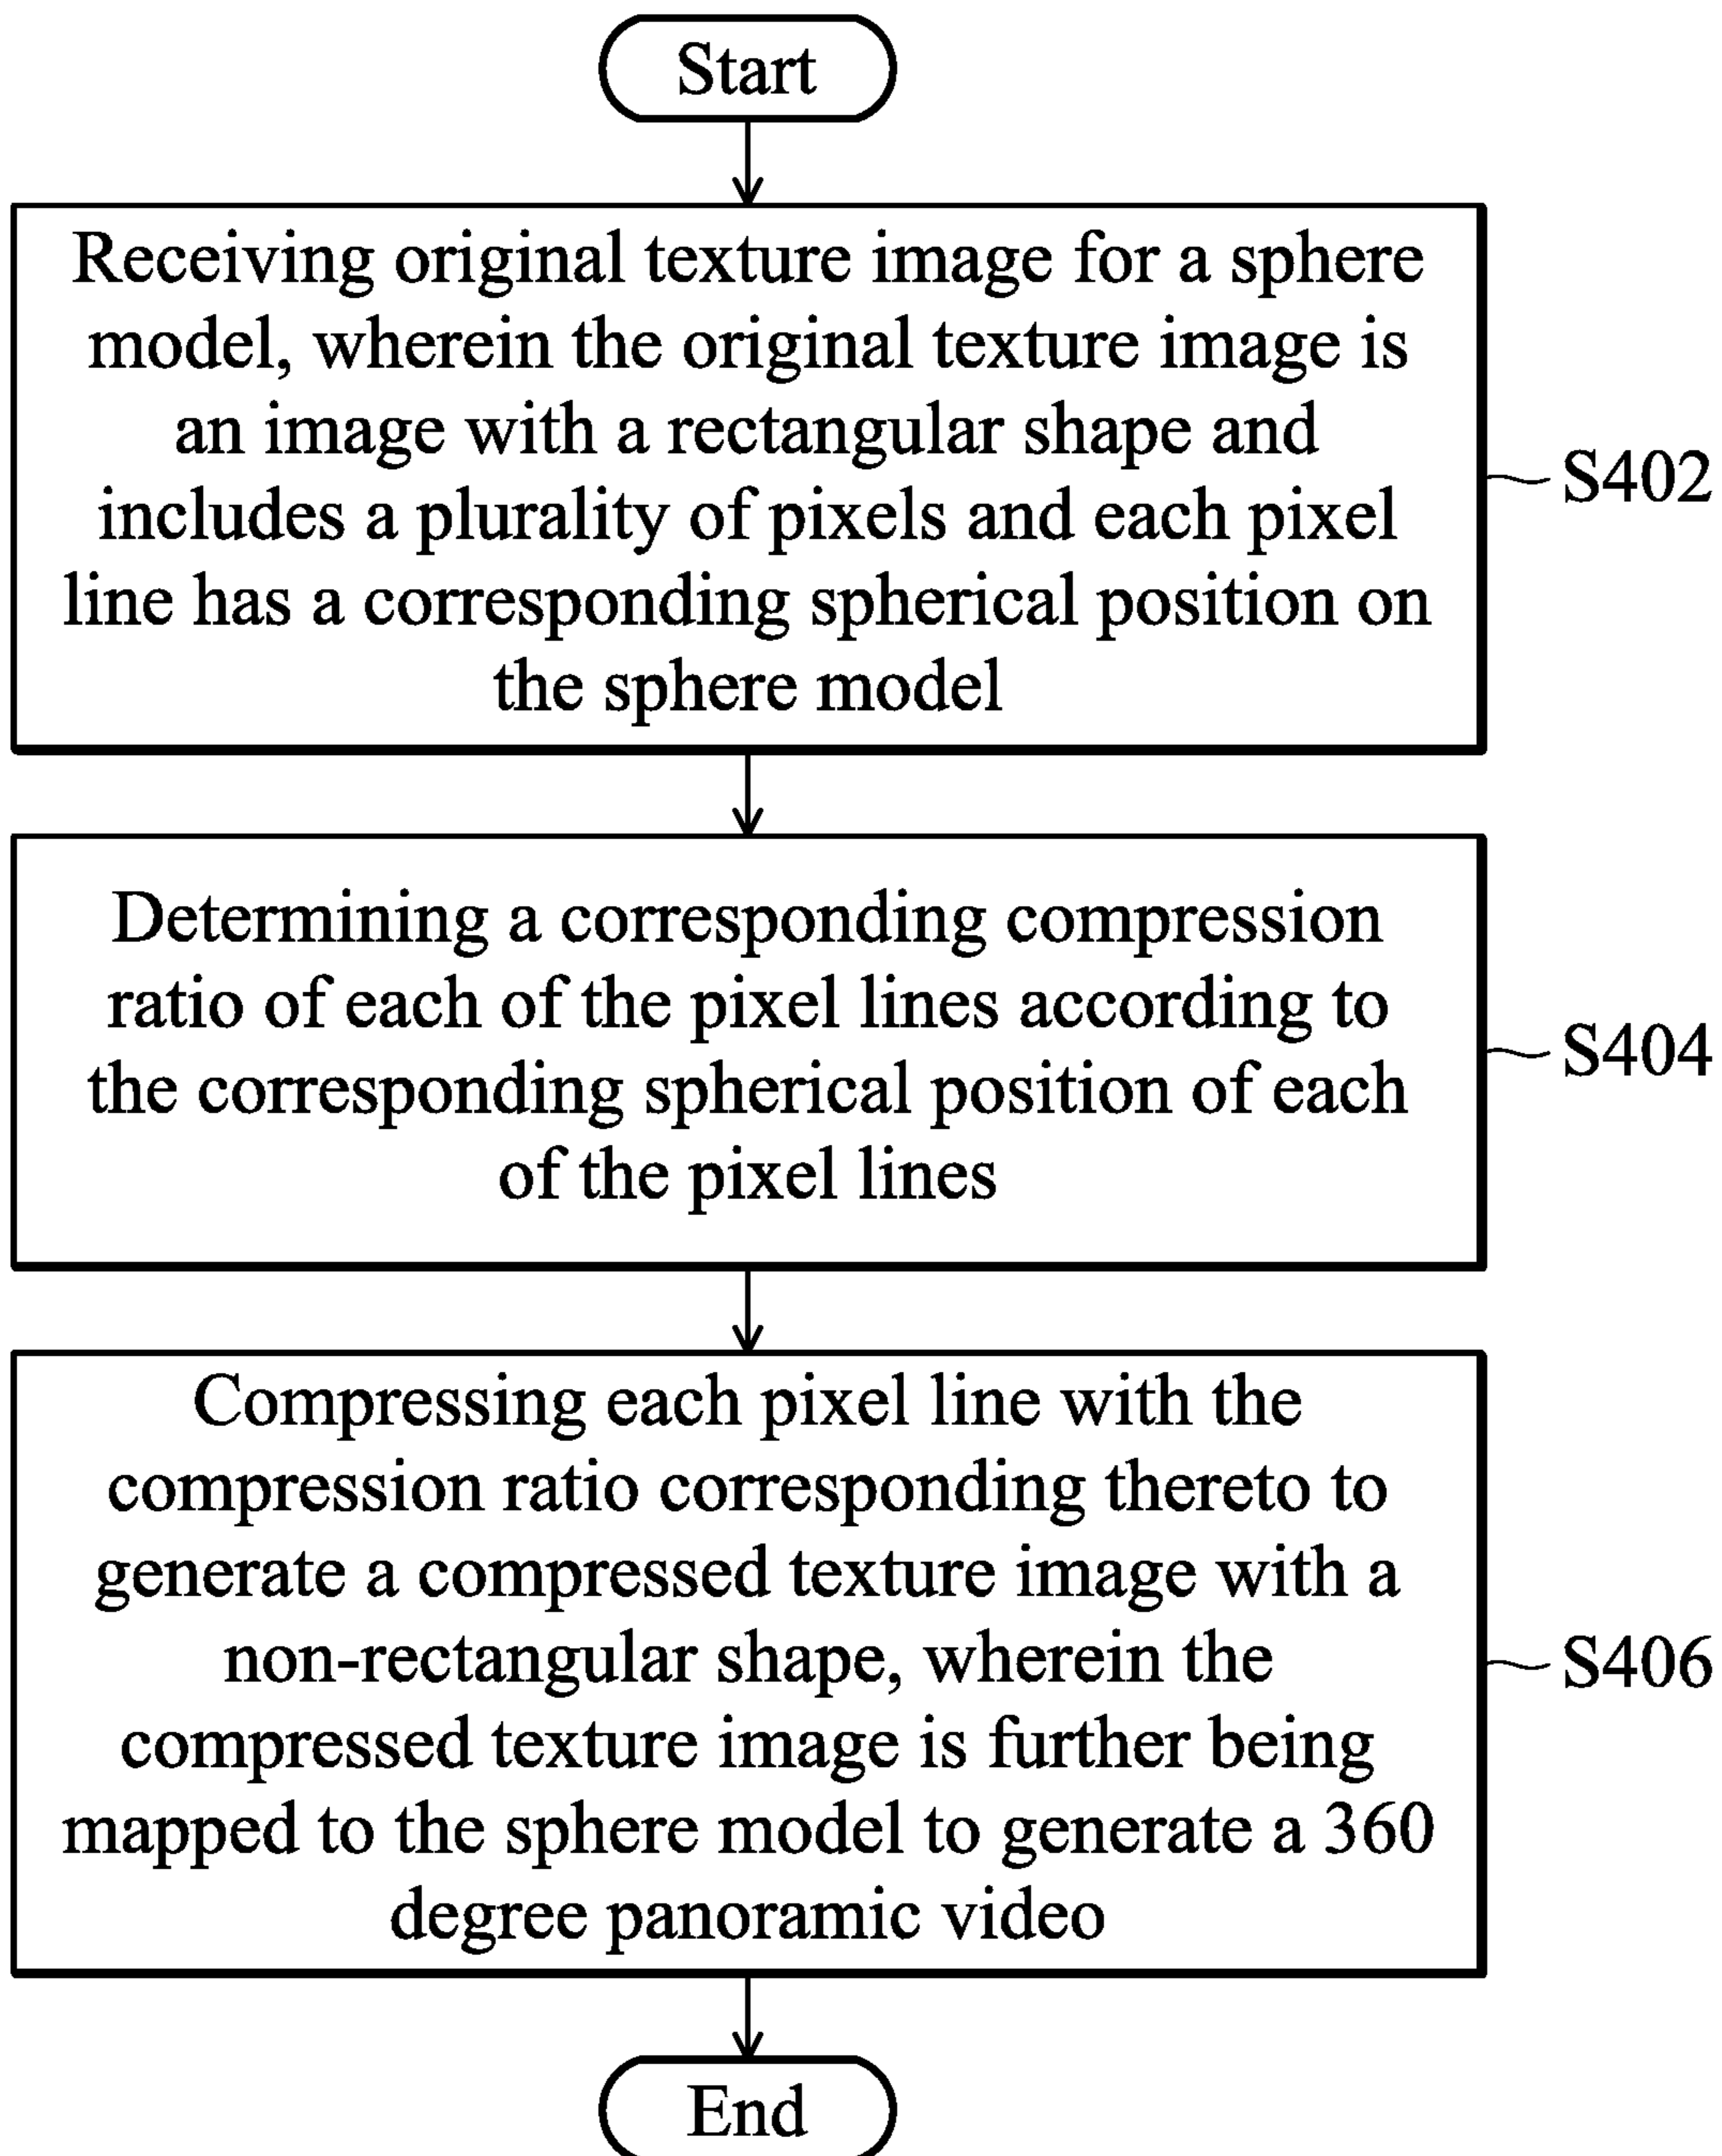 Start
Receiving original texture image for a sphere
model, wherein the original texture image is
an image with a rectangular shape and
includes a plurality of pixels and each pixel
line has a corresponding spherical position on
the sphere model
S402
Determining a corresponding compression
ratio of each of the pixel lines according to
the corresponding spherical position of each
of the pixel lines
S404
Compressing each pixel line with the
compression ratio corresponding thereto to
generate a compressed texture image with a
non-rectangular shape, wherein the
compressed texture image is further being
mapped to the sphere model to generate a 360
degree panoramic video
S406
End